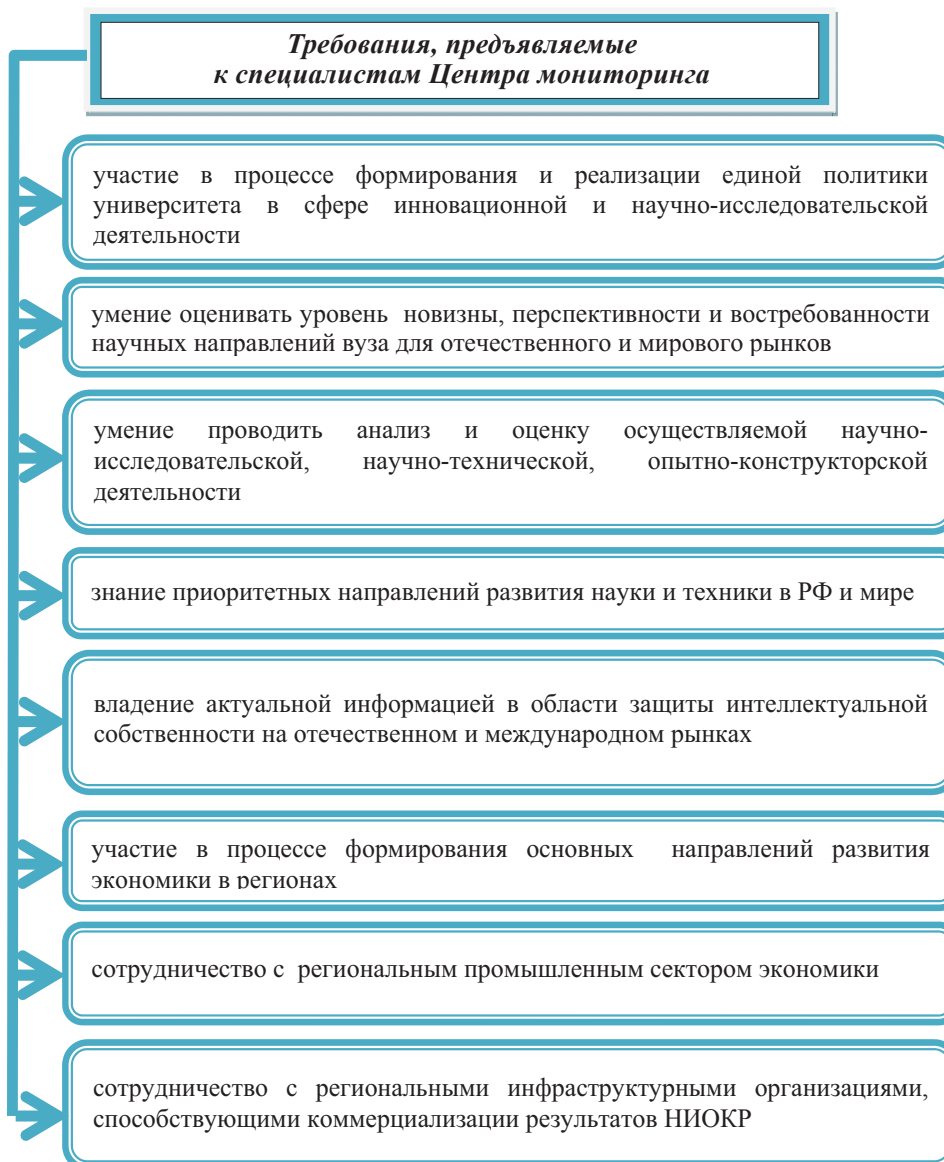 Требования, предъявляемые
к специалистам Центра мониторинга
участие в процессе формирования и реализации единой политики
университета в сфере инновационной и научно-исследовательской
деятельности
умение оценивать уровень новизны, перспективности и востребованности
научных направлений вуза для отечественного и мирового рынков
умение проводить анализ и оценку осуществляемой научно-
исследовательской, научно-технической, опытно-конструкторской
деятельности
знание приоритетных направлений развития науки и техники в РФ и мире
владение актуальной информацией в области защиты интеллектуальной
собственности на отечественном и международном рынках
участие в процессе формирования основных направлений развития
экономики в регионах
сотрудничество с региональным промышленным сектором экономики
сотрудничество с региональными инфраструктурными организациями,
способствующими коммерциализации результатов НИОКР